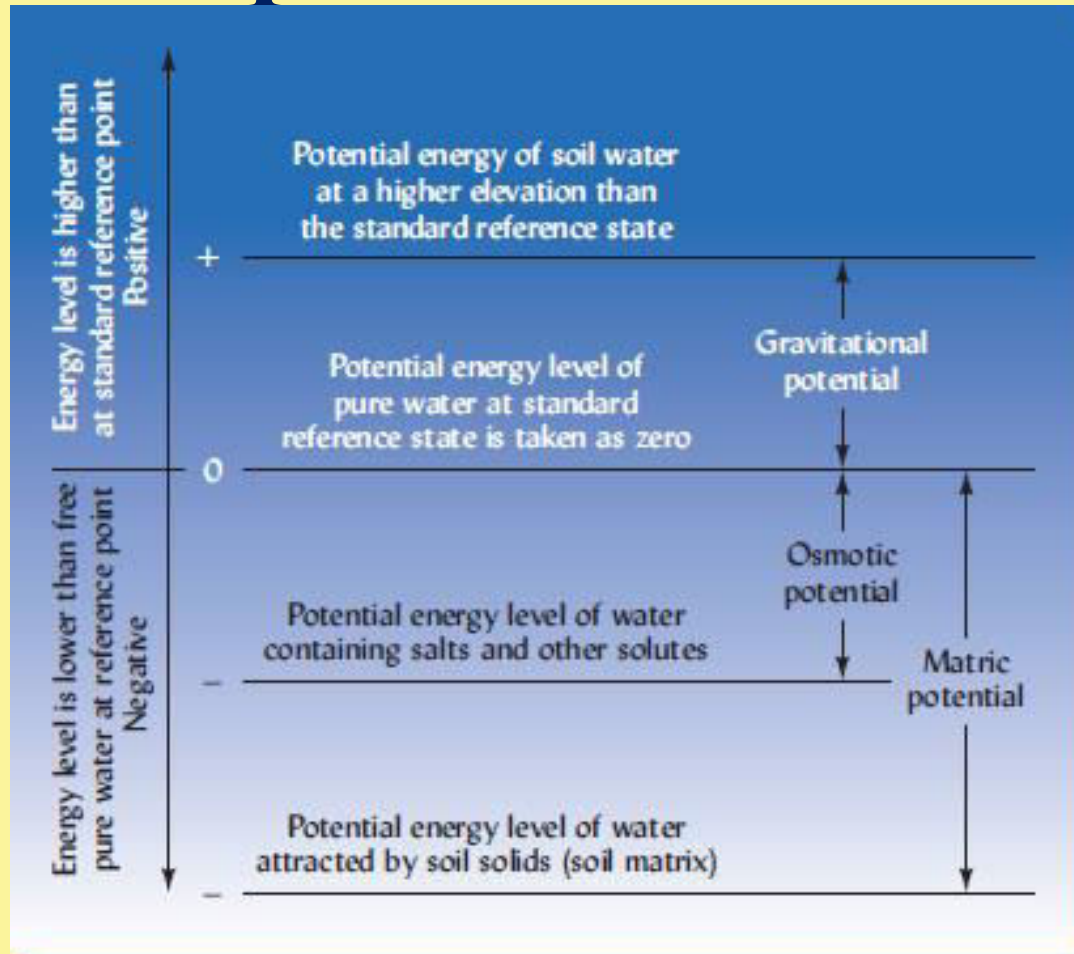 Energy level is higher than
at standard reference point
Positive
Potential energy of soil water
at a higher elevation than
the standard reference state
+
Gravitational
potential
Potential energy level of
pure water at standard
reference state is taken as zero
0
Energy level is lower than free
pure water at reference point
Negative
Osmotic
potential
Potential energy level of water
containing salts and other solutes
–
Matric
potential
Potential energy level of water
attracted by soil solids (soil matrix)
–